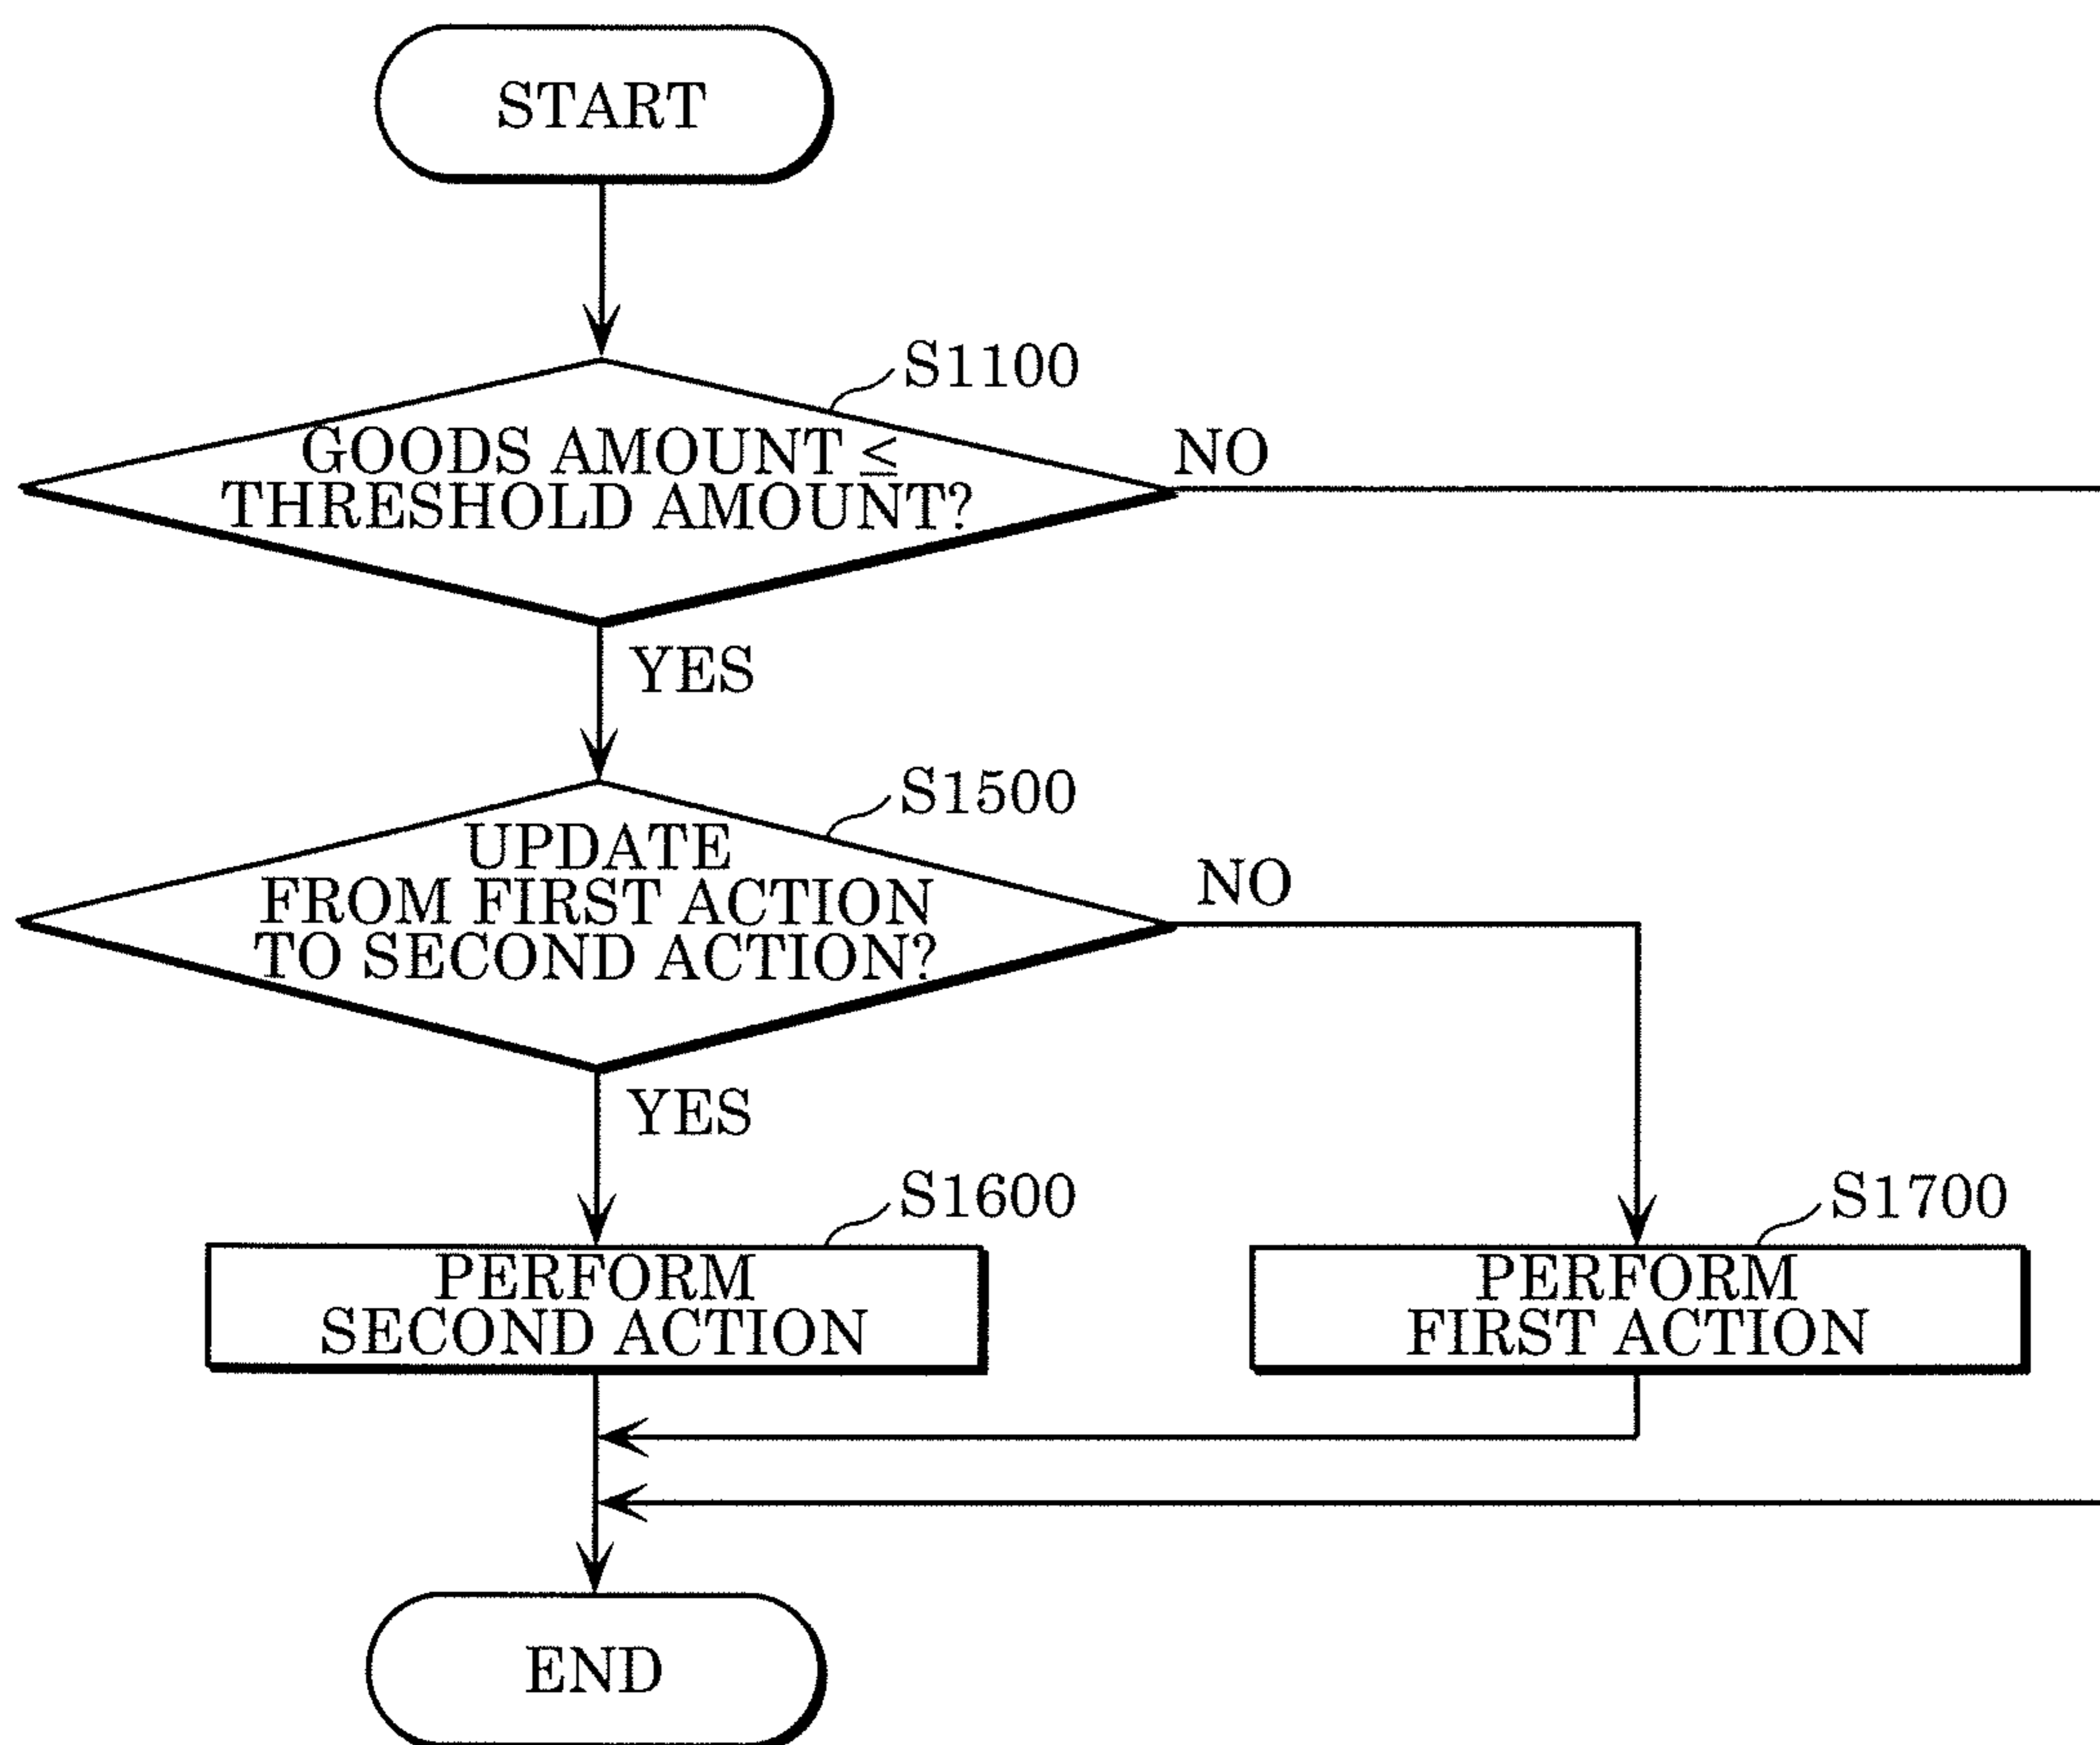 START
S1100
GOODS AMOUNT ≤
THRESHOLD AMOUNT?
NO
YES
S1500
UPDATE
FROM FIRST ACTION
TO SECOND ACTION?
NO
YES
S1600
PERFORM
SECOND ACTION
S1700
PERFORM
FIRST ACTION
END